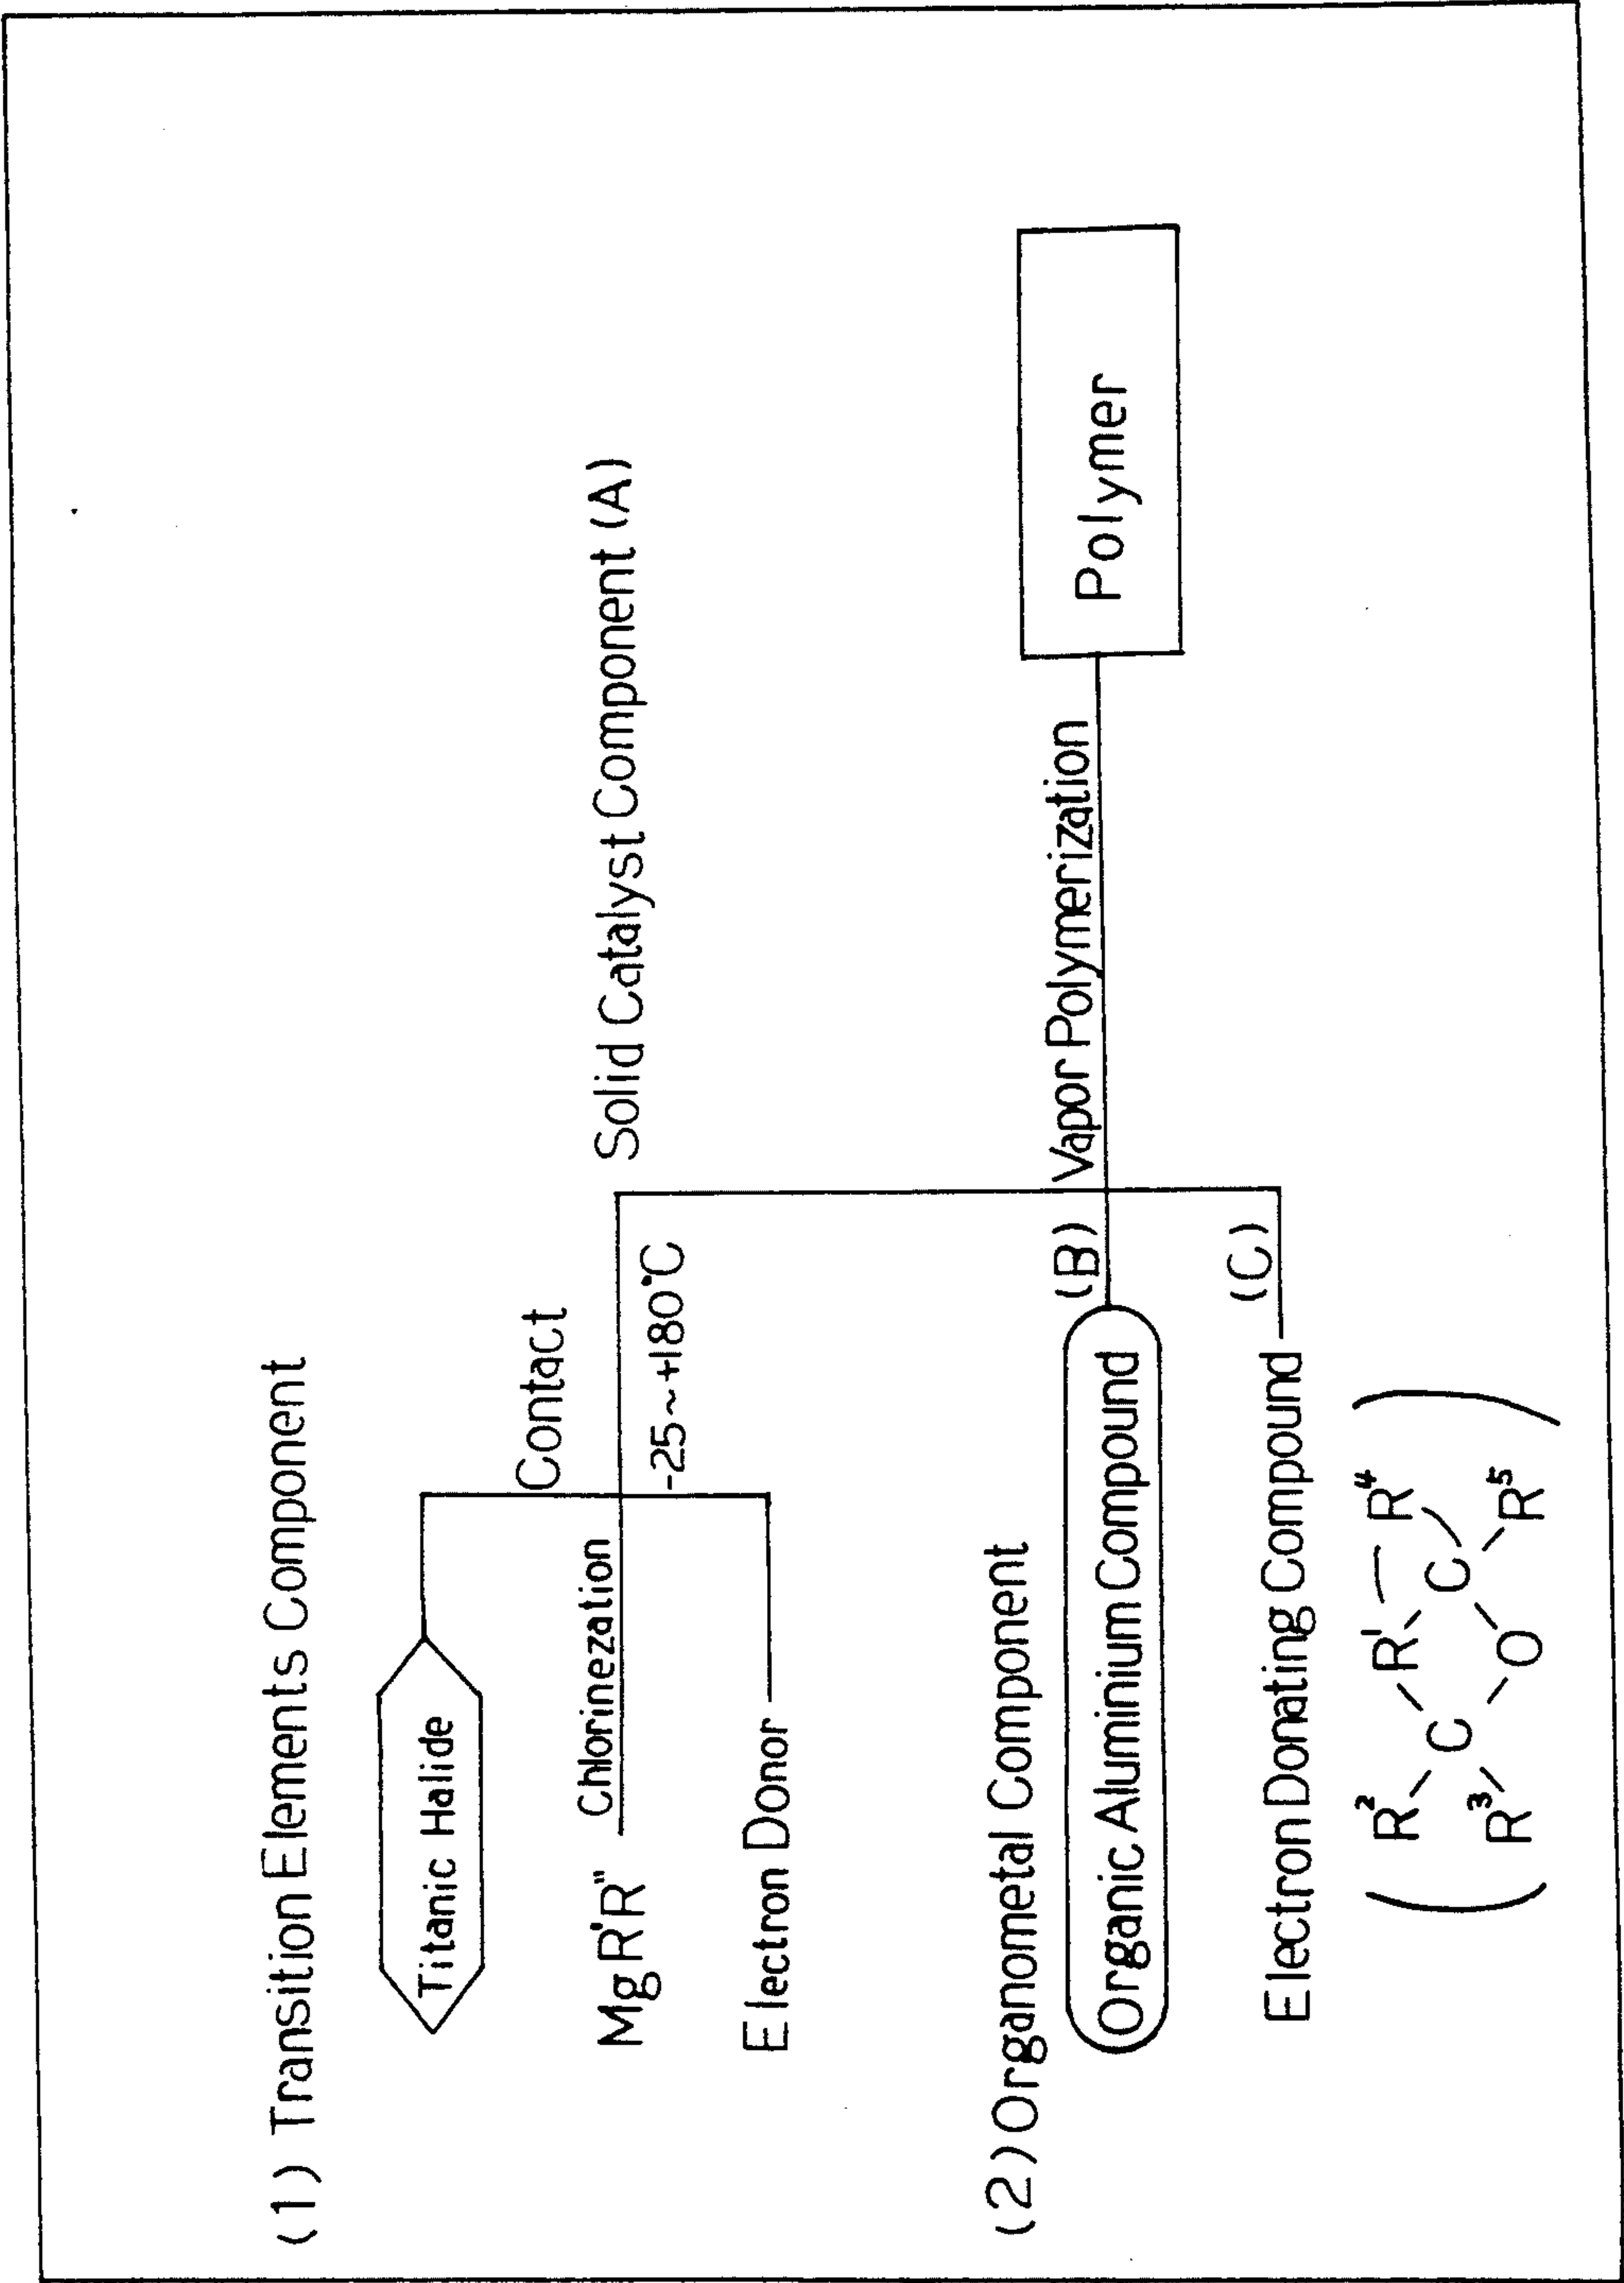 (1) Transition Elements Component
Titanic Halide
Contact
MgR'R" Chlorinezation
-25~+180°C
Solid Catalyst Component (A)
Electron Donor
(2) Organometal Component
Organic Aluminium Compound
(B)
Vapor Polymerization
Polymer
Electron Donating Compound
(C)
R² R¹ — R⁴
C C
R³ O R⁵